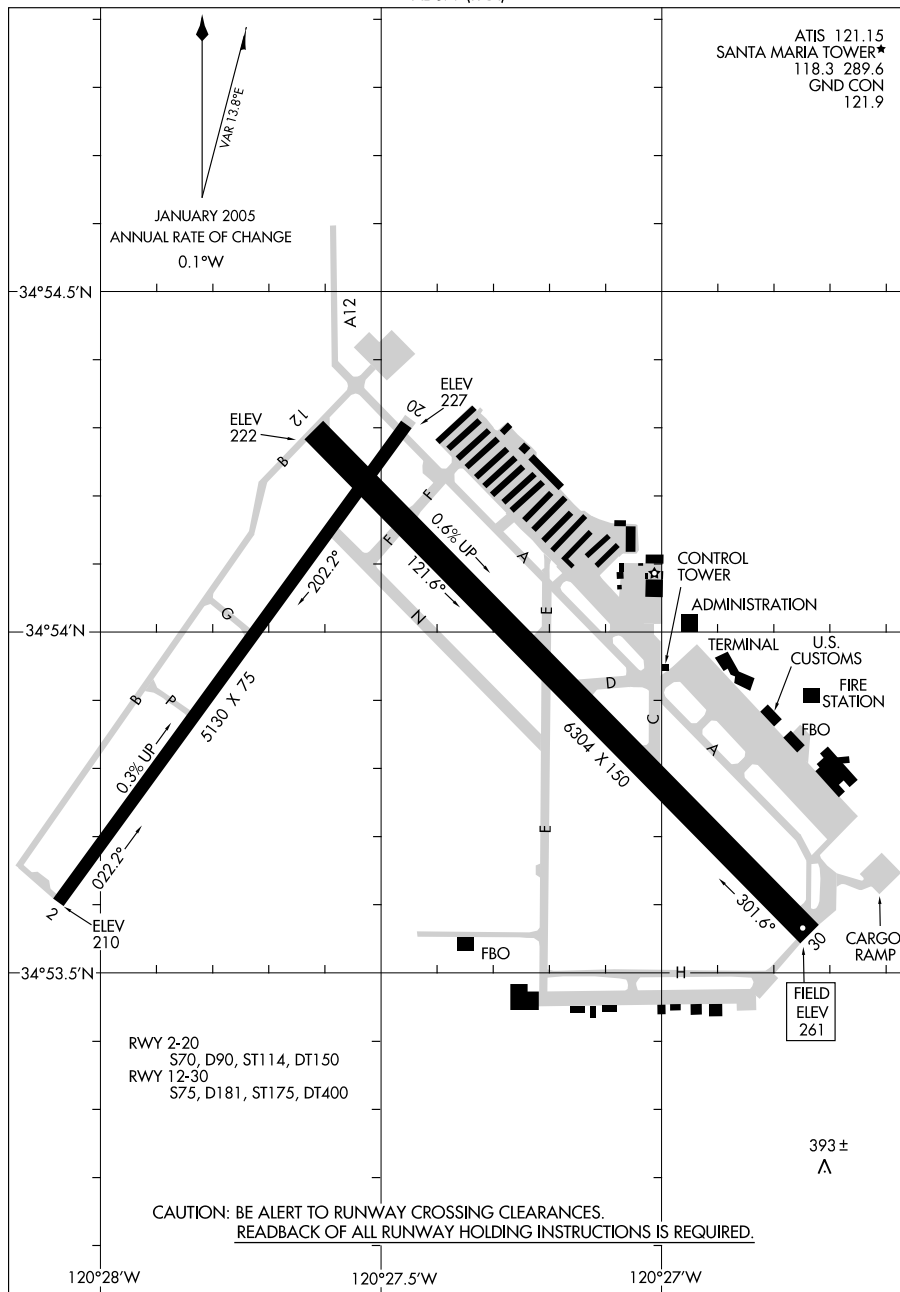 ATIS 121.15
SANTA MARIA TOWER★
118.3 289.6
GND CON
121.9
VAR 13.8°E
JANUARY 2005
ANNUAL RATE OF CHANGE
0.1°W
34°54.5'N
A12
ELEV
227
20
ELEV
222
12
B
F
F
0.6% UP
121.6°
A
202.2°
CONTROL
TOWER
ADMINISTRATION
E
N
G
34°54'N
TERMINAL
U.S.
CUSTOMS
FIRE
STATION
FBO
D
C
A
B
P
5130 X 75
6304 X 150
0.3% UP
022.2°
E
2
ELEV
210
301.6°
30
CARGO
RAMP
FBO
34°53.5'N
H
FIELD
ELEV
261
RWY 2-20
S70, D90, ST114, DT150
RWY 12-30
S75, D181, ST175, DT400
393 ±
CAUTION: BE ALERT TO RUNWAY CROSSING CLEARANCES.
READBACK OF ALL RUNWAY HOLDING INSTRUCTIONS IS REQUIRED.
120°28'W
120°27.5'W
120°27'W